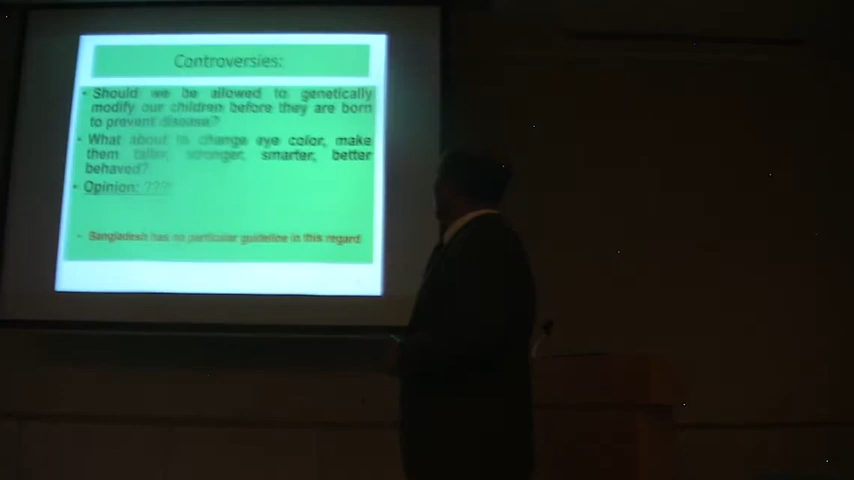 Controversies:
• Should we be allowed to genetically
modify our children before they are born
to prevent disease?
• What about to change eye color, make
them taller, stronger, smarter, better
behaved?
• Opinion: ???
• Bangladesh has no particular guideline in this regard